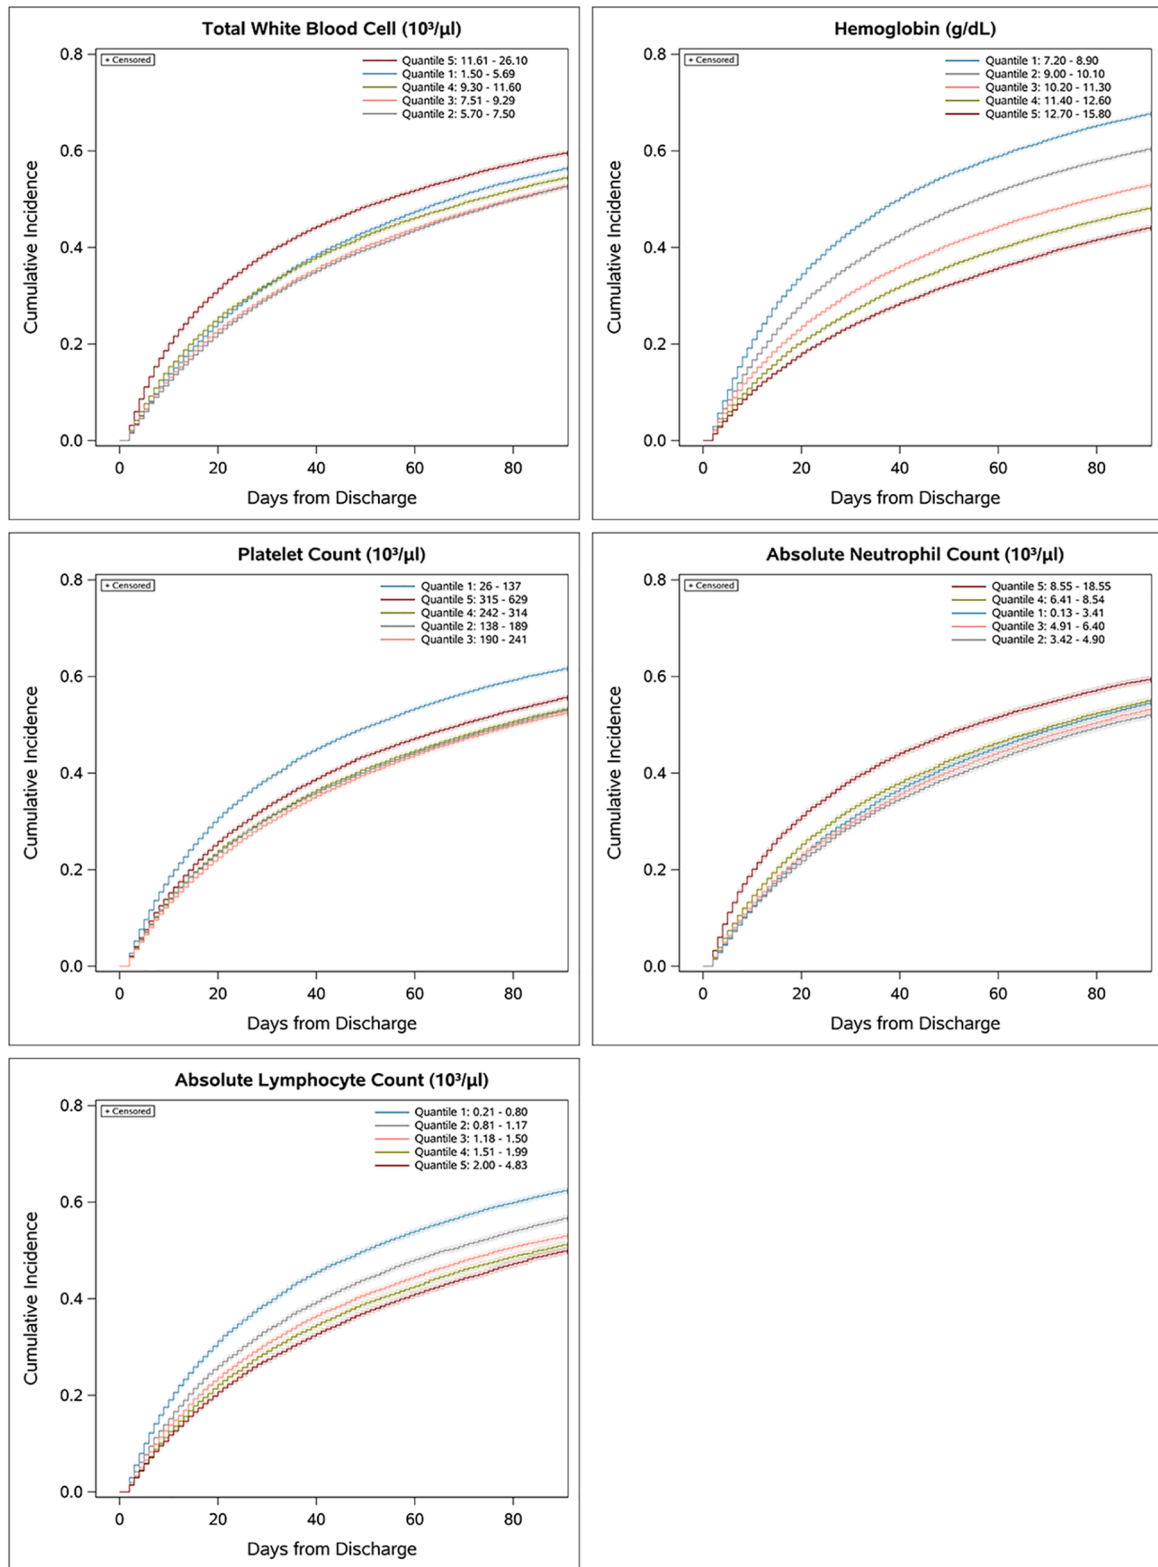 Total White Blood Cell (10³/µl)
+ Censored
Quantile 5: 11.61 - 26.10
Quantile 1: 1.50 - 5.69
Quantile 4: 9.30 - 11.60
Quantile 3: 7.51 - 9.29
Quantile 2: 5.70 - 7.50
Cumulative Incidence
0.8
0.6
0.4
0.2
0.0
0 20 40 60 80
Days from Discharge
Hemoglobin (g/dL)
+ Censored
Quantile 1: 7.20 - 8.90
Quantile 2: 9.00 - 10.10
Quantile 3: 10.20 - 11.30
Quantile 4: 11.40 - 12.60
Quantile 5: 12.70 - 15.80
Cumulative Incidence
0.8
0.6
0.4
0.2
0.0
0 20 40 60 80
Days from Discharge
Platelet Count (10³/µl)
+ Censored
Quantile 1: 26 - 137
Quantile 5: 315 - 629
Quantile 4: 242 - 314
Quantile 2: 138 - 189
Quantile 3: 190 - 241
Cumulative Incidence
0.8
0.6
0.4
0.2
0.0
0 20 40 60 80
Days from Discharge
Absolute Neutrophil Count (10³/µl)
+ Censored
Quantile 5: 8.55 - 18.55
Quantile 4: 6.41 - 8.54
Quantile 1: 0.13 - 3.41
Quantile 3: 4.91 - 6.40
Quantile 2: 3.42 - 4.90
Cumulative Incidence
0.8
0.6
0.4
0.2
0.0
0 20 40 60 80
Days from Discharge
Absolute Lymphocyte Count (10³/µl)
+ Censored
Quantile 1: 0.21 - 0.80
Quantile 2: 0.81 - 1.17
Quantile 3: 1.18 - 1.50
Quantile 4: 1.51 - 1.99
Quantile 5: 2.00 - 4.83
Cumulative Incidence
0.8
0.6
0.4
0.2
0.0
0 20 40 60 80
Days from Discharge